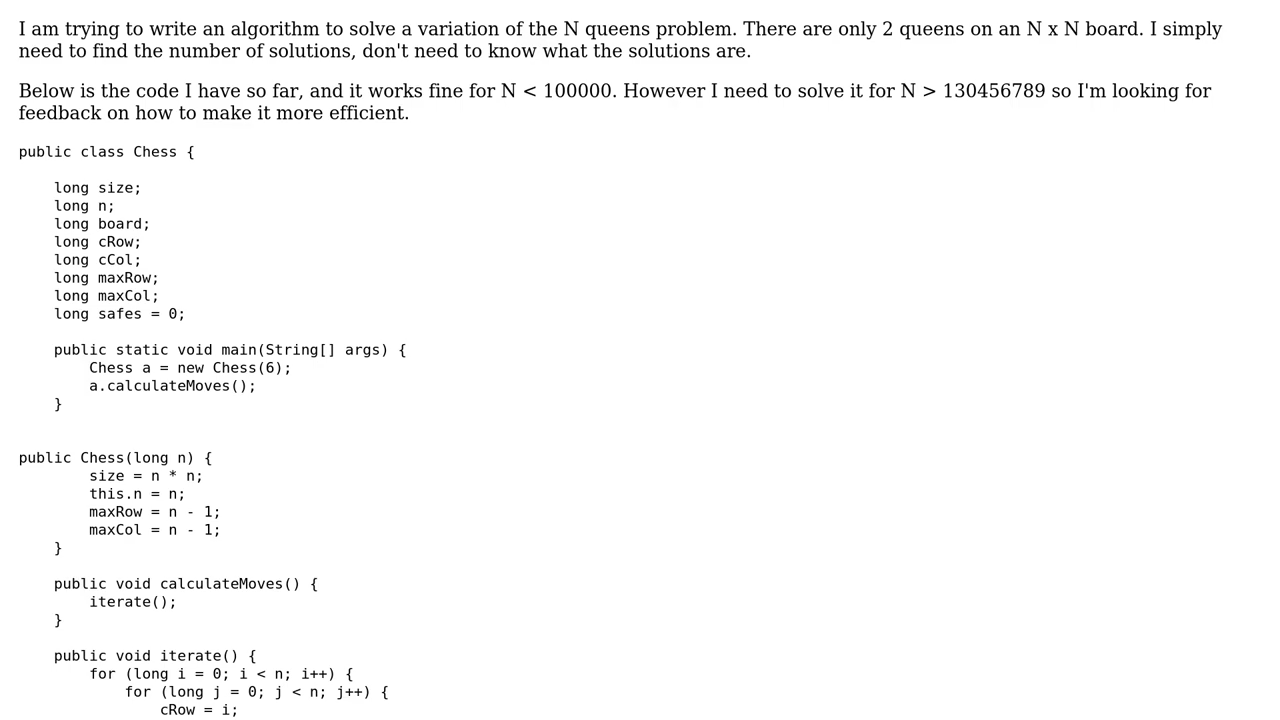 I am trying to write an algorithm to solve a variation of the N queens problem. There are only 2 queens on an N x N board. I simply
need to find the number of solutions, don't need to know what the solutions are.
Below is the code I have so far, and it works fine for N < 100000. However I need to solve it for N > 130456789 so I'm looking for
feedback on how to make it more efficient.
public class Chess {
    long size;
    long n;
    long board;
    long cRow;
    long cCol;
    long maxRow;
    long maxCol;
    long safes = 0;
    public static void main(String[] args) {
        Chess a = new Chess(6);
        a.calculateMoves();
    }
public Chess(long n) {
        size = n * n;
        this.n = n;
        maxRow = n - 1;
        maxCol = n - 1;
    }
    public void calculateMoves() {
        iterate();
    }
    public void iterate() {
        for (long i = 0; i < n; i++) {
            for (long j = 0; j < n; j++) {
                cRow = i;